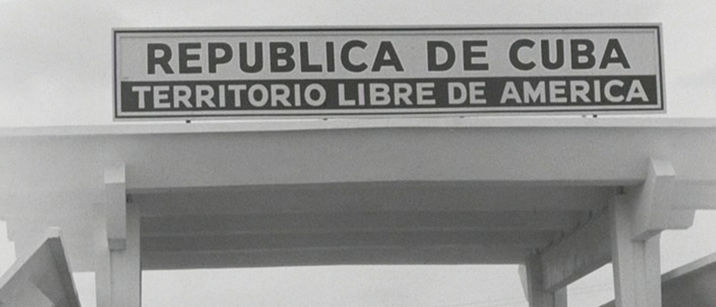 REPUBLICA DE CUBA
TERRITORIO LIBRE DE AMERICA